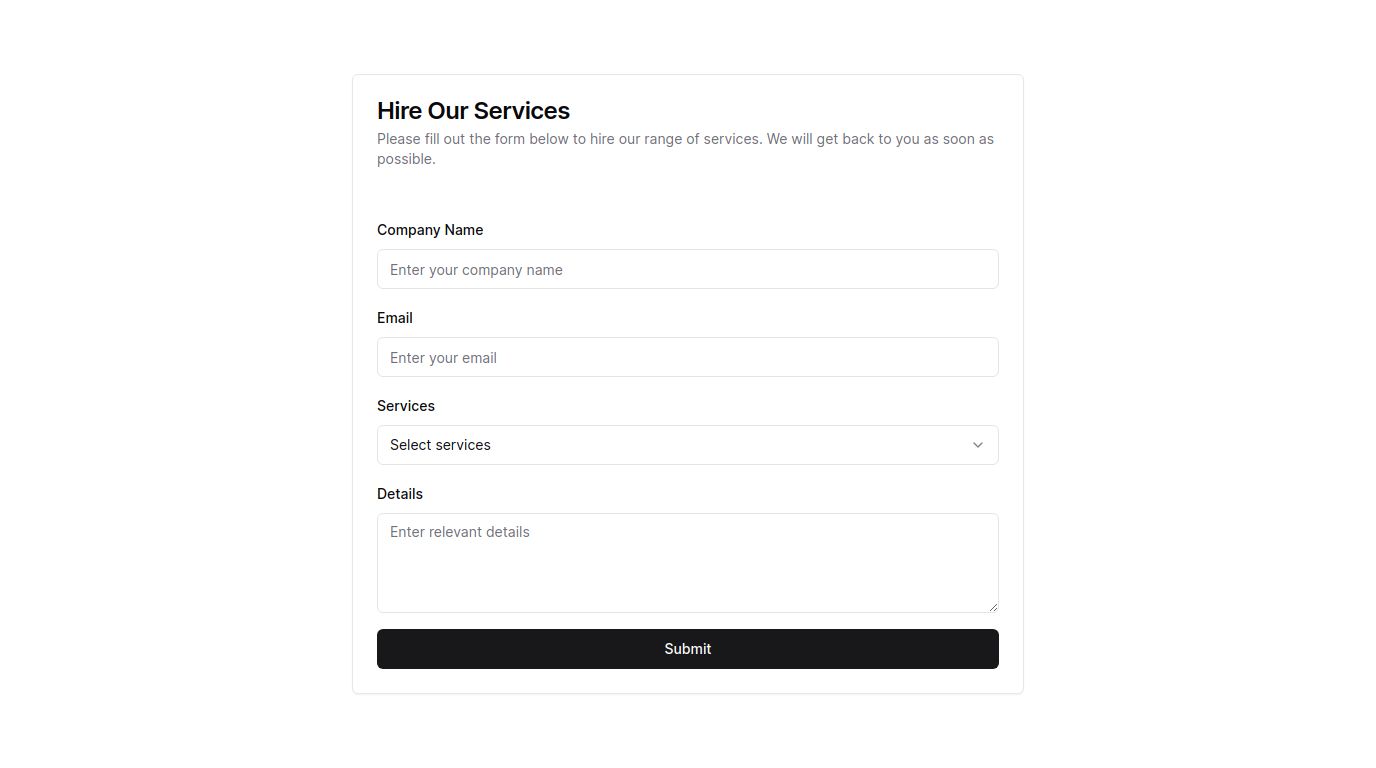 Hire Our Services
Please fill out the form below to hire our range of services. We will get back to you as soon as
possible.
Company Name
Enter your company name
Email
Enter your email
Services
Select services
Details
Enter relevant details
Submit